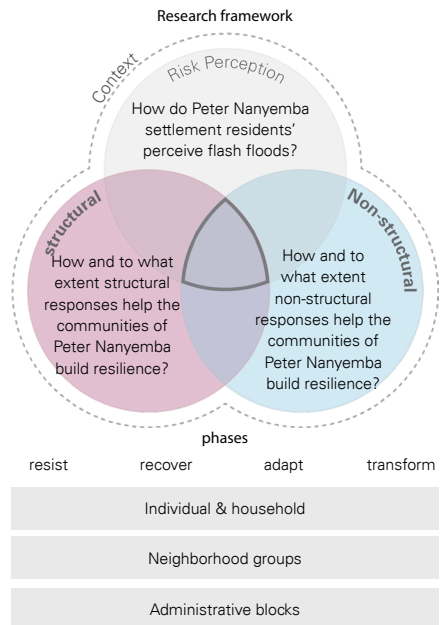 Research framework
Context
Risk Perception
How do Peter Nanyemba
settlement residents'
perceive flash floods?
structural
How and to what
extent structural
responses help the
communities of
Peter Nanyemba
build resilience?
Non-structural
How and to
what extent
non-structural
responses help the
communities of
Peter Nanyemba
build resilience?
phases
resist recover adapt transform
Individual & household
Neighborhood groups
Administrative blocks